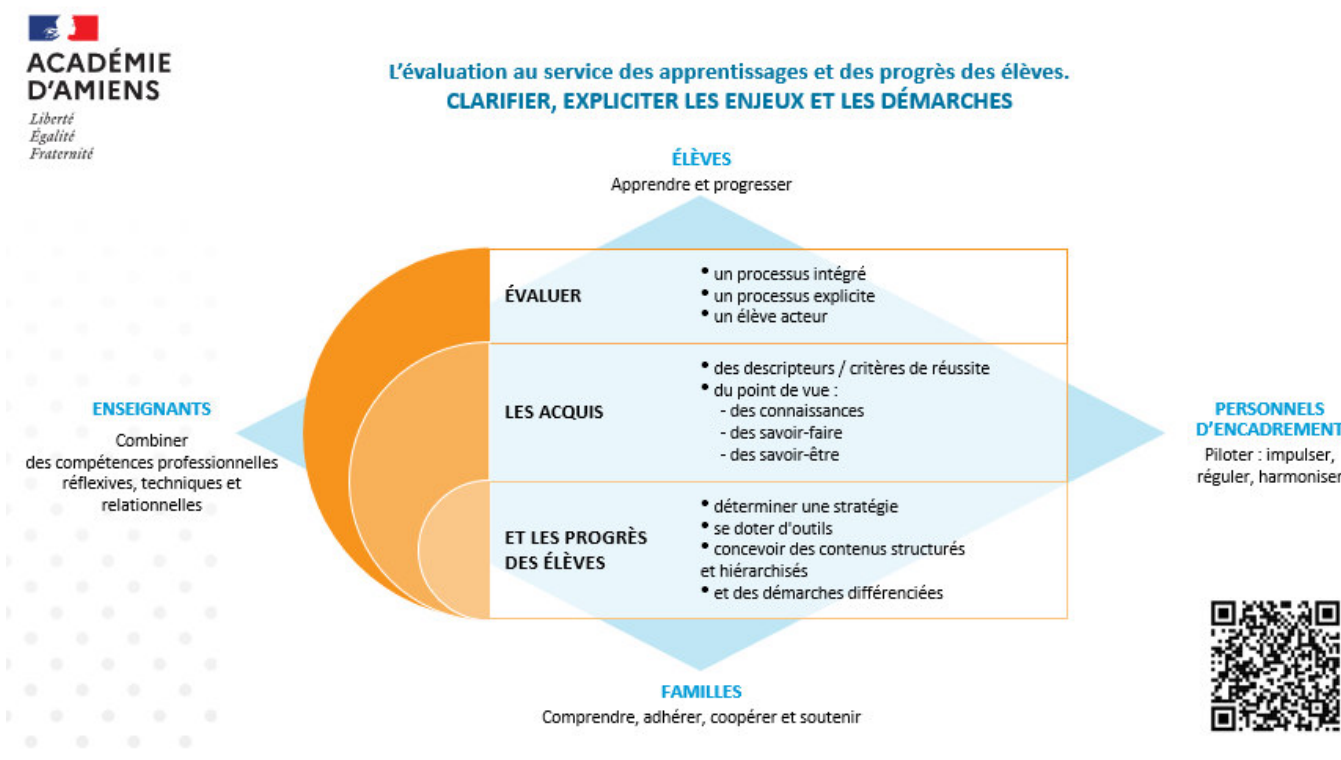 ACADÉMIE
D'AMIENS
Liberté
Égalité
Fraternité
L'évaluation au service des apprentissages et des progrès des élèves.
CLARIFIER, EXPLICITER LES ENJEUX ET LES DÉMARCHES
ÉLÈVES
Apprendre et progresser
ÉVALUER
• un processus intégré
• un processus explicite
• un élève acteur
LES ACQUIS
• des descripteurs / critères de réussite
• du point de vue :
- des connaissances
- des savoir-faire
- des savoir-être
ET LES PROGRÈS
DES ÉLÈVES
• déterminer une stratégie
• se doter d'outils
• concevoir des contenus structurés
et hiérarchisés
• et des démarches différenciées
ENSEIGNANTS
Combiner
des compétences professionnelles
réflexives, techniques et
relationnelles
PERSONNELS
D'ENCADREMENT
Piloter : impulser,
réguler, harmoniser
FAMILLES
Comprendre, adhérer, coopérer et soutenir